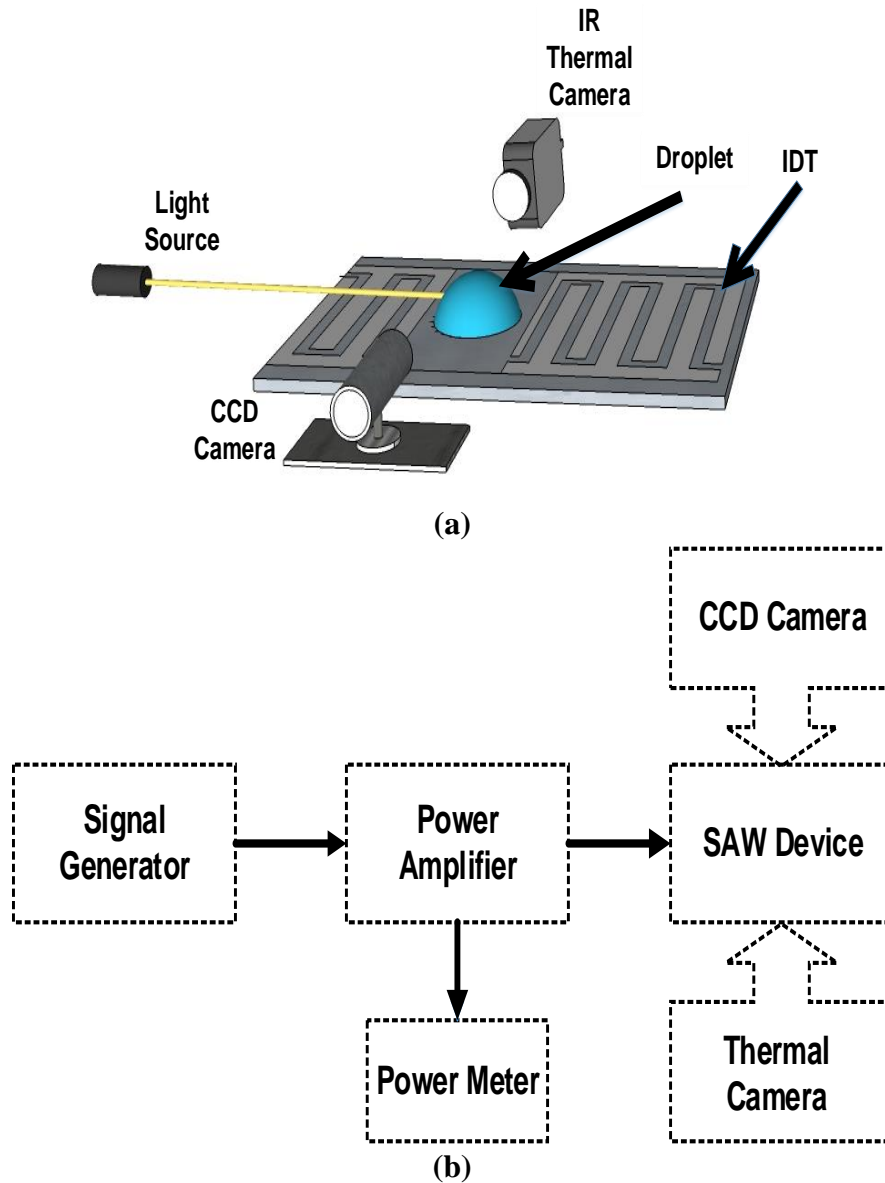 IR
Thermal
Camera
Droplet
IDT
Light
Source
CCD
Camera
(a)
CCD Camera
Signal
Generator
Power
Amplifier
SAW Device
Power Meter
Thermal
Camera
(b)